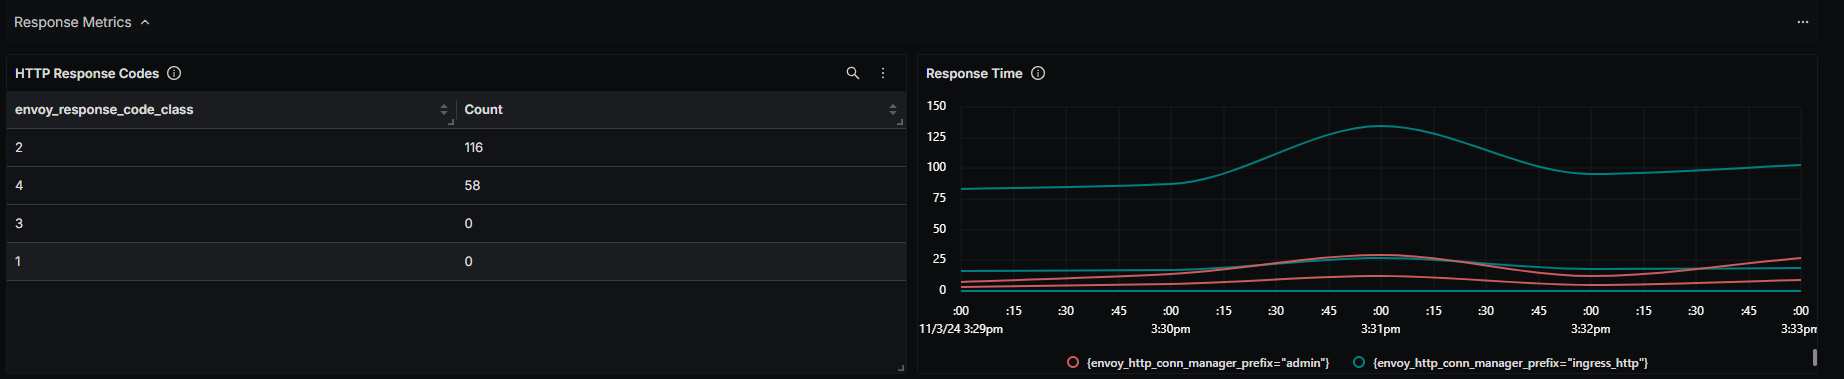 Response Metrics
HTTP Response Codes
envoy_response_code_class Count
2 116
4 58
3 0
1 0
Response Time
150
125
100
75
50
25
0
:00 :15 :30 :45 :00 :15 :30 :45 :00 :15 :30 :45 :00 :15 :30 :45 :00
11/3/24 3:29pm 3:30pm 3:31pm 3:32pm 3:33pm
{envoy_http_conn_manager_prefix="admin"} {envoy_http_conn_manager_prefix="ingress_http"}